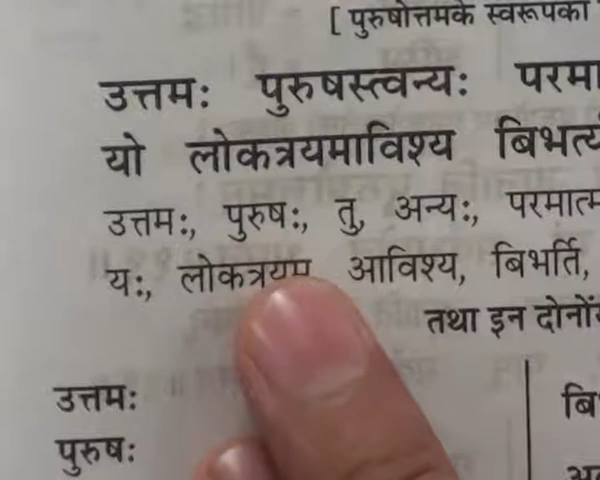 [ पुरुषोत्तमके स्वरूपका
उत्तमः पुरुषस्त्वन्यः परमा
यो लोकत्रयमाविश्य बिभर्त्य
उत्तमः, पुरुषः, तु, अन्यः, परमात्म
यः, लोकत्रयम् आविश्य, बिभर्ति,
तथा इन दोनों
उत्तमः
पुरुषः